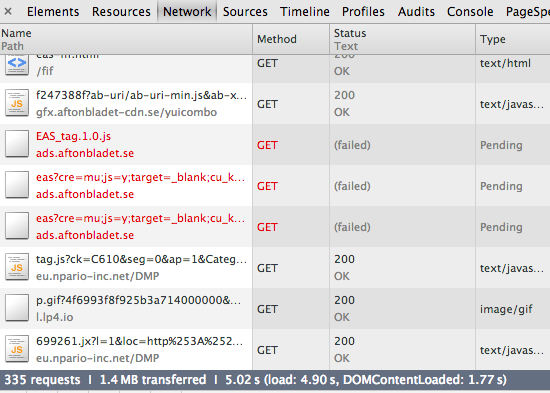 × Elements Resources Network Sources Timeline Profiles Audits Console PageSpe
Name Method Status Type
Path Text
eas-fif.html GET 200 text/html
/fif OK
f247388f?ab-uri/ab-uri-min.js&ab-x... GET 200 text/javas...
gfx.aftonbladet-cdn.se/yuicombo OK
EAS_tag.1.0.js GET (failed) Pending
ads.aftonbladet.se
eas?cre=mu;js=y;target=_blank;cu_k... GET (failed) Pending
ads.aftonbladet.se
eas?cre=mu;js=y;target=_blank;cu_k... GET (failed) Pending
ads.aftonbladet.se
tag.js?ck=C610&seg=0&ap=1&Categ... GET 200 text/javas...
eu.npario-inc.net/DMP OK
p.gif?4f6993f8f925b3a714000000&... GET 200 image/gif
l.lp4.io OK
699261.jx?l=1&loc=http%253A%252... GET 200 text/javas...
eu.npario-inc.net/DMP OK
335 requests I 1.4 MB transferred I 5.02 s (load: 4.90 s, DOMContentLoaded: 1.77 s)